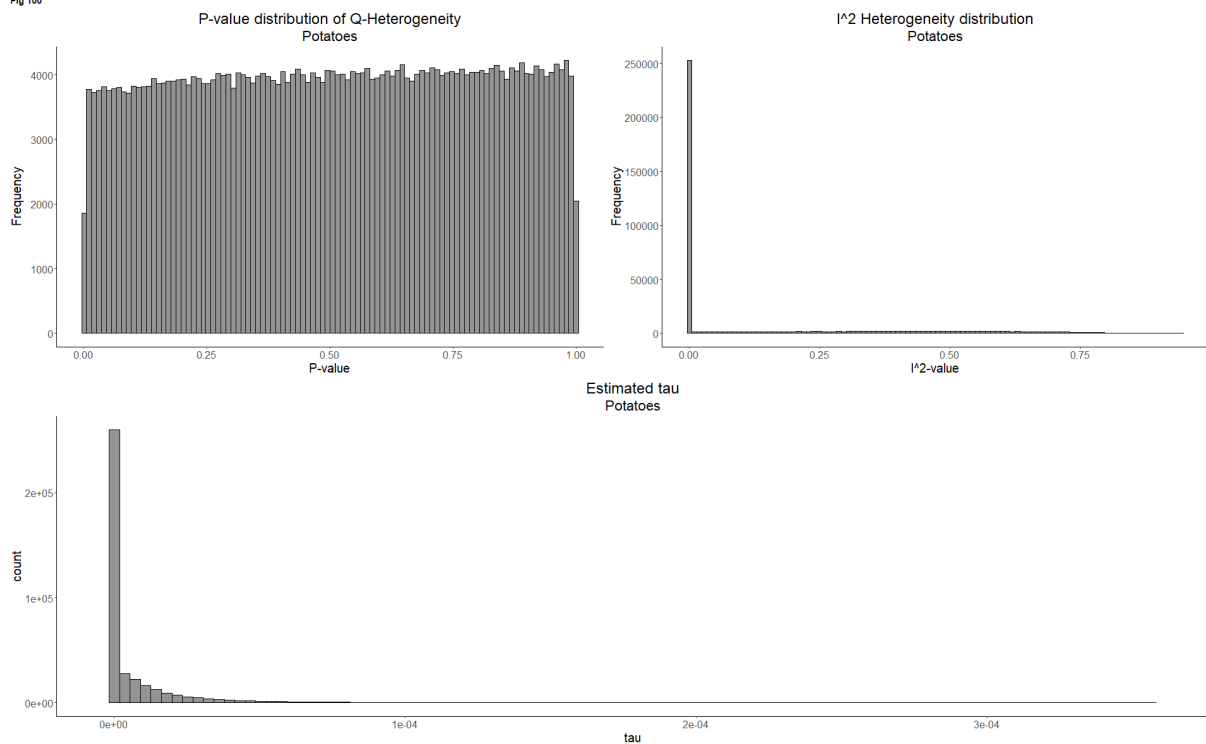 Fig 100
P-value distribution of Q-Heterogeneity
Potatoes
Frequency
4000
3000
2000
1000
0
0.00 0.25 0.50 0.75 1.00
P-value
I^2 Heterogeneity distribution
Potatoes
Frequency
250000
200000
150000
100000
50000
0
0.00 0.25 0.50 0.75
I^2-value
Estimated tau
Potatoes
count
2e+05
1e+05
0e+00
0e+00 1e-04 2e-04 3e-04
tau